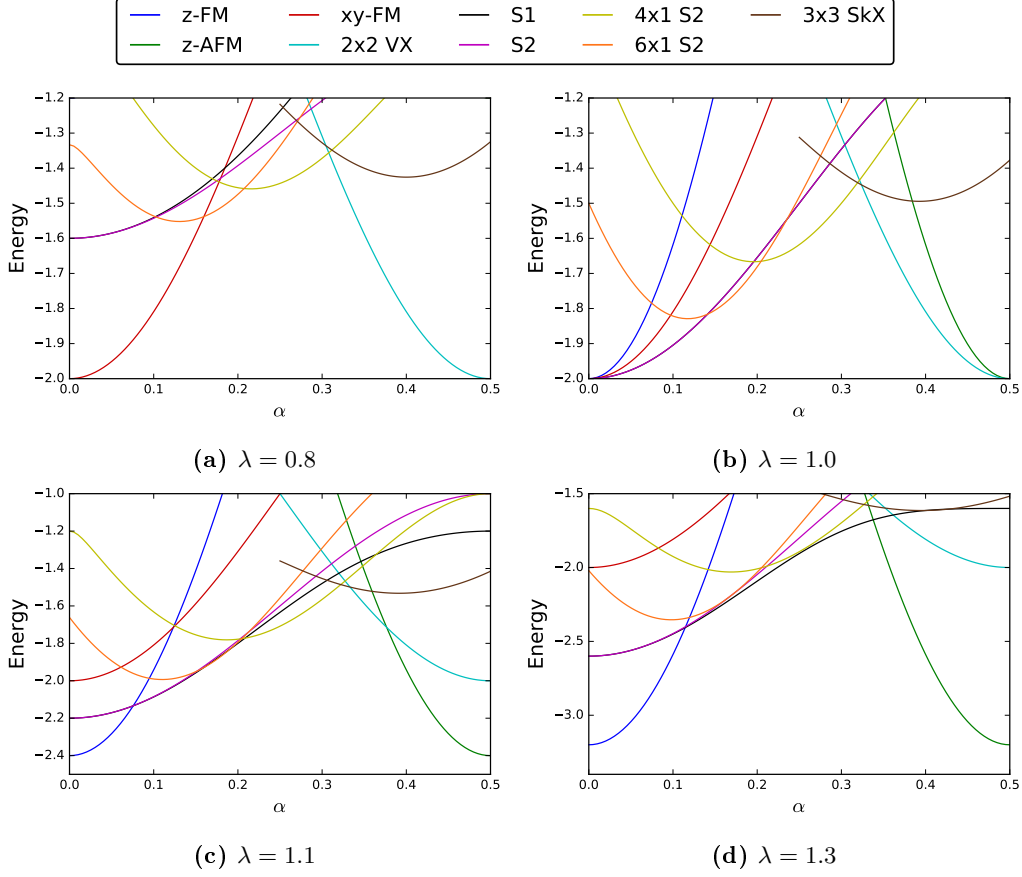 z-FM xy-FM S1 4x1 S2 3x3 SkX
z-AFM 2x2 VX S2 6x1 S2
−1.2 −1.2
−1.3 −1.3
−1.4 −1.4
−1.5 −1.5
−1.6 −1.6
−1.7 −1.7
−1.8 −1.8
−1.9 −1.9
−2.0 −2.0
Energy Energy
0.0 0.1 0.2 0.3 0.4 0.5 0.0 0.1 0.2 0.3 0.4 0.5
α α
(a) λ = 0.8 (b) λ = 1.0
−1.0 −1.5
−1.2
−1.4 −2.0
−1.6
−1.8 −2.5
−2.0
−2.2 −3.0
−2.4
Energy Energy
0.0 0.1 0.2 0.3 0.4 0.5 0.0 0.1 0.2 0.3 0.4 0.5
α α
(c) λ = 1.1 (d) λ = 1.3